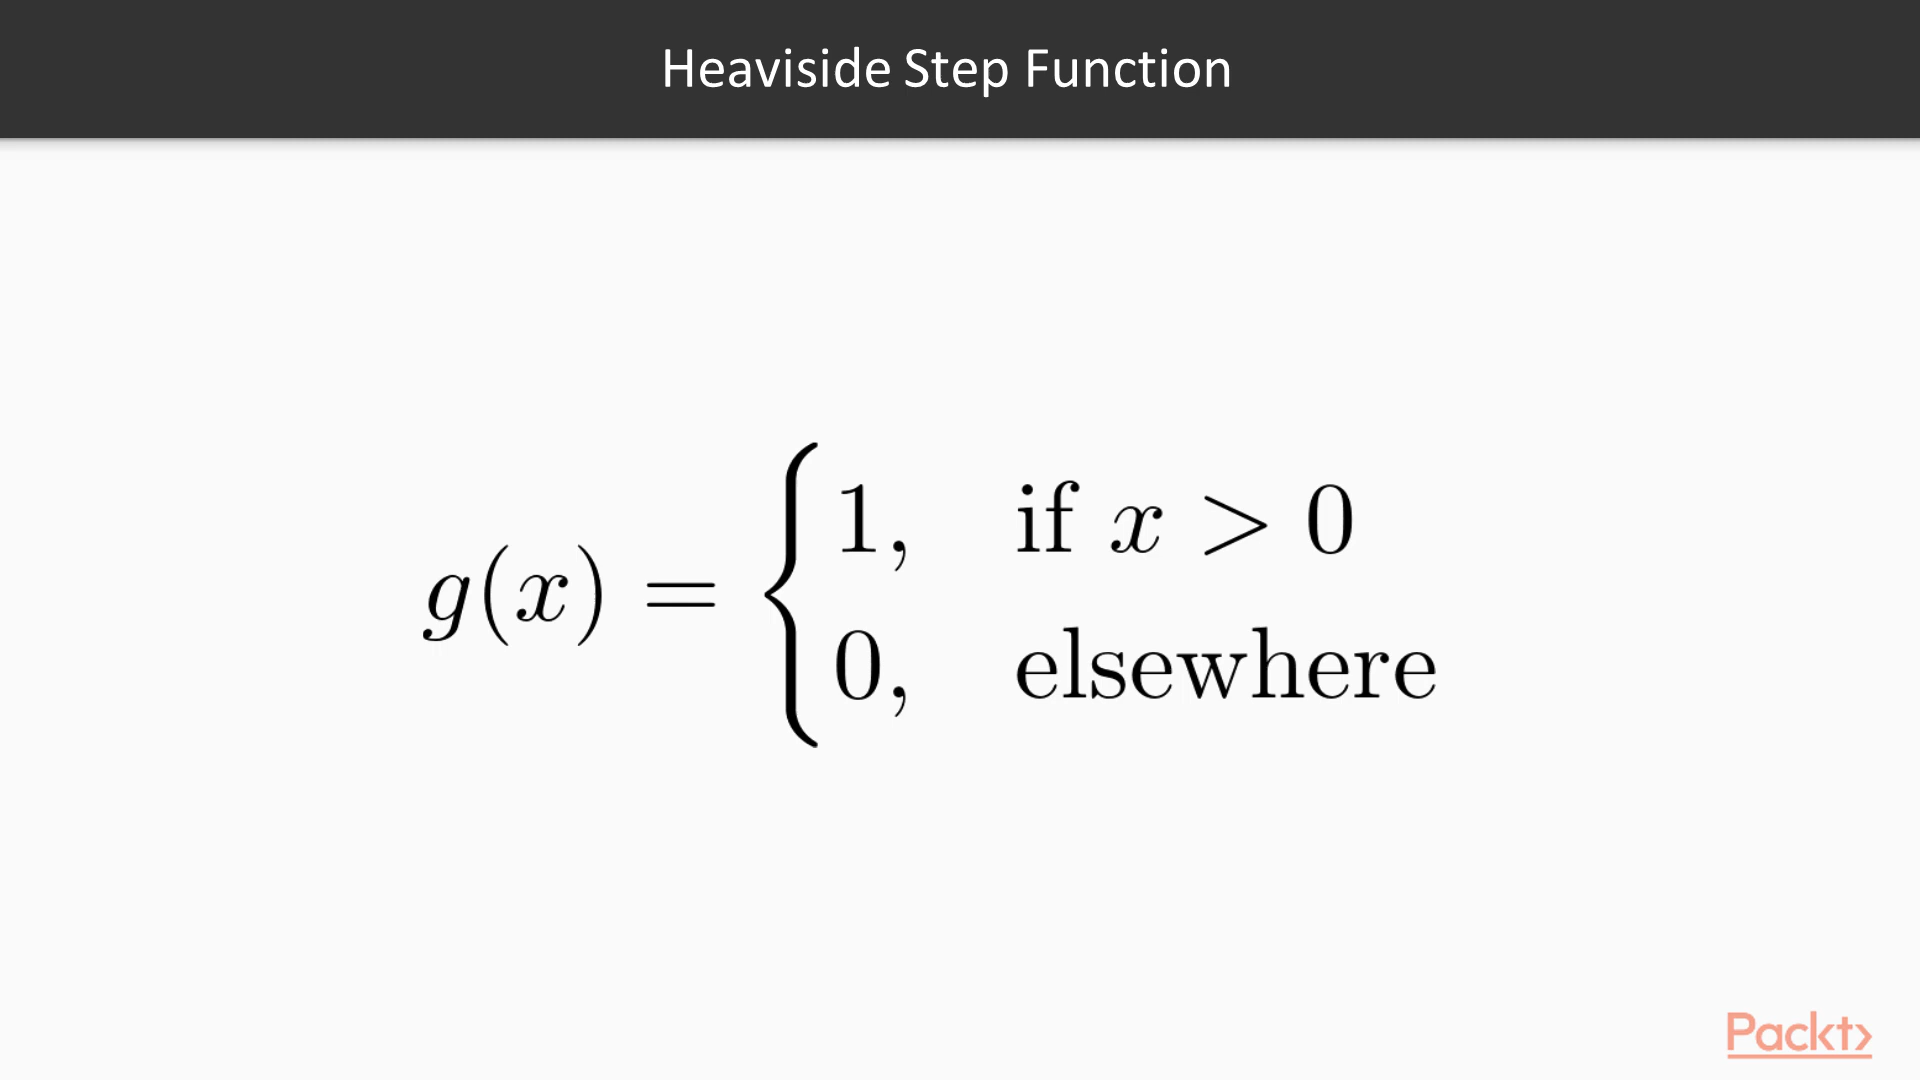 Heaviside Step Function
g(x) = { 1, if x > 0
0, elsewhere
Packt>